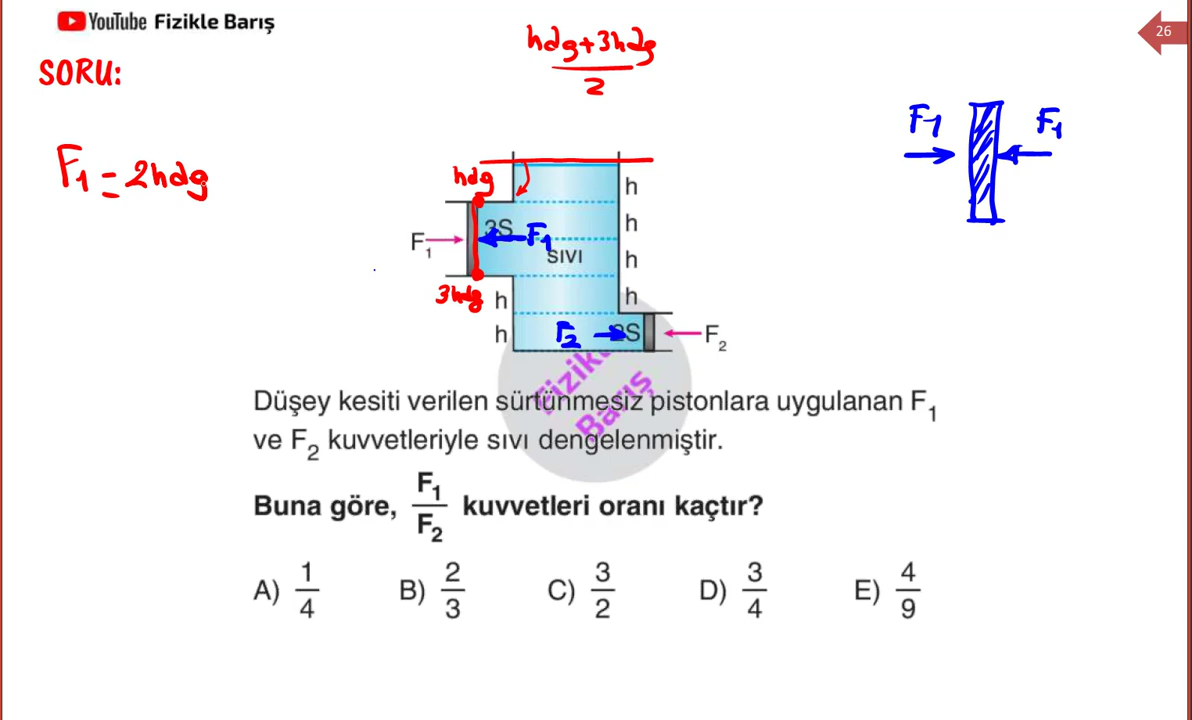 YouTube Fizikle Barış
26
SORU:
hdg+3hdg
2
F1 = 2hdg
F1
F1
hdg
h
3S
h
F1
F1
SIVI
h
3hdg
h
h
h
F2
2S
F2
Fizikle
Barış
Düşey kesiti verilen sürtünmesiz pistonlara uygulanan F1
ve F2 kuvvetleriyle sıvı dengelenmiştir.
Buna göre, F1/F2 kuvvetleri oranı kaçtır?
A) 1/4 B) 2/3 C) 3/2 D) 3/4 E) 4/9